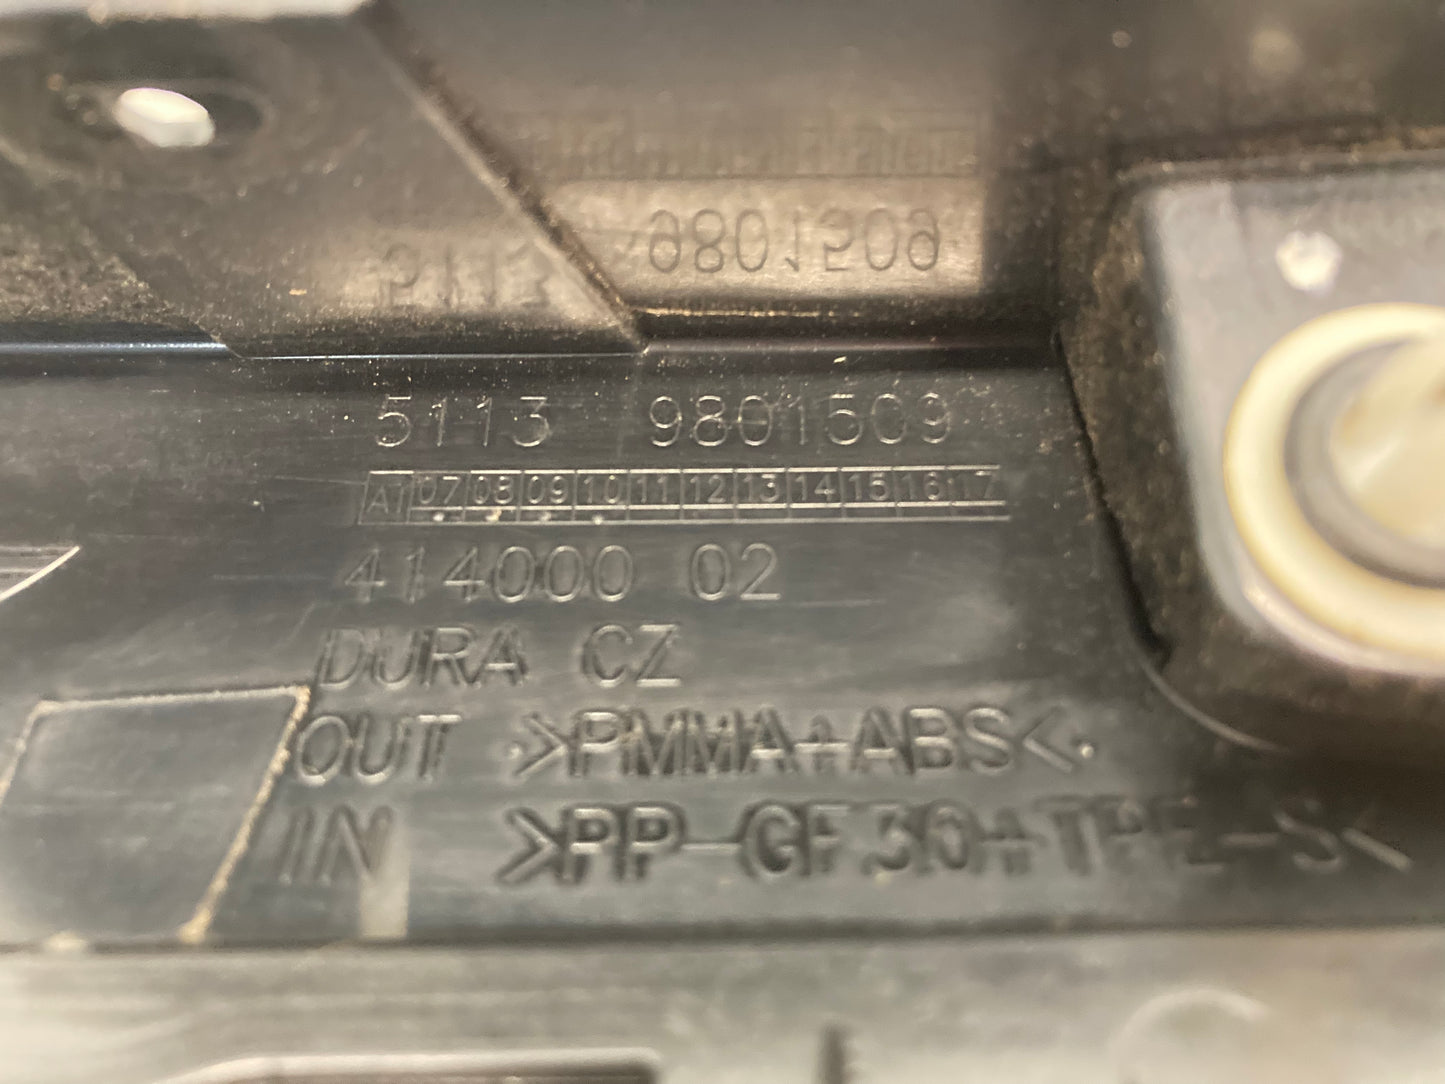 5113 9801509
A1 07 08 09 10 11 12 13 14 15 16 17
414000 02
DURA CZ
OUT >PMMA+ABS<
IN >PP-GF30+TPE-S<